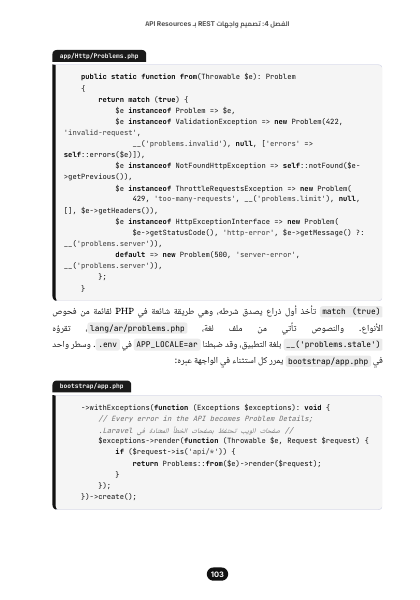 الفصل 4: تصميم واجهات REST بـ API Resources
app/Http/Problems.php
public static function from(Throwable $e): Problem
{
return match (true) {
$e instanceof Problem => $e,
$e instanceof ValidationException => new Problem(422,
'invalid-request',
__('problems.invalid'), null, ['errors' =>
self::errors($e)]),
$e instanceof NotFoundHttpException => self::notFound($e-
>getPrevious()),
$e instanceof ThrottleRequestsException => new Problem(
429, 'too-many-requests', __('problems.limit'), null,
[], $e->getHeaders()),
$e instanceof HttpExceptionInterface => new Problem(
$e->getStatusCode(), 'http-error', $e->getMessage() ?:
__('problems.server')),
default => new Problem(500, 'server-error',
__('problems.server')),
};
}
match (true) تأخذ أول ذراع يصدق شرطه، وهي طريقة شائعة في PHP لقائمة من فحوص
الأنواع. والنصوص تأتي من ملف لغة، lang/ar/problems.php، تقرؤه
__('problems.stale') بلغة التطبيق، وقد ضبطنا APP_LOCALE=ar في .env. وسطر واحد
في bootstrap/app.php يمرر كل استثناء في الواجهة عبره:
bootstrap/app.php
->withExceptions(function (Exceptions $exceptions): void {
// Every error in the API becomes Problem Details;
// صفحات الويب تحتفظ بصفحات الخطأ المعتادة في Laravel.
$exceptions->render(function (Throwable $e, Request $request) {
if ($request->is('api/*')) {
return Problems::from($e)->render($request);
}
});
})->create();
103